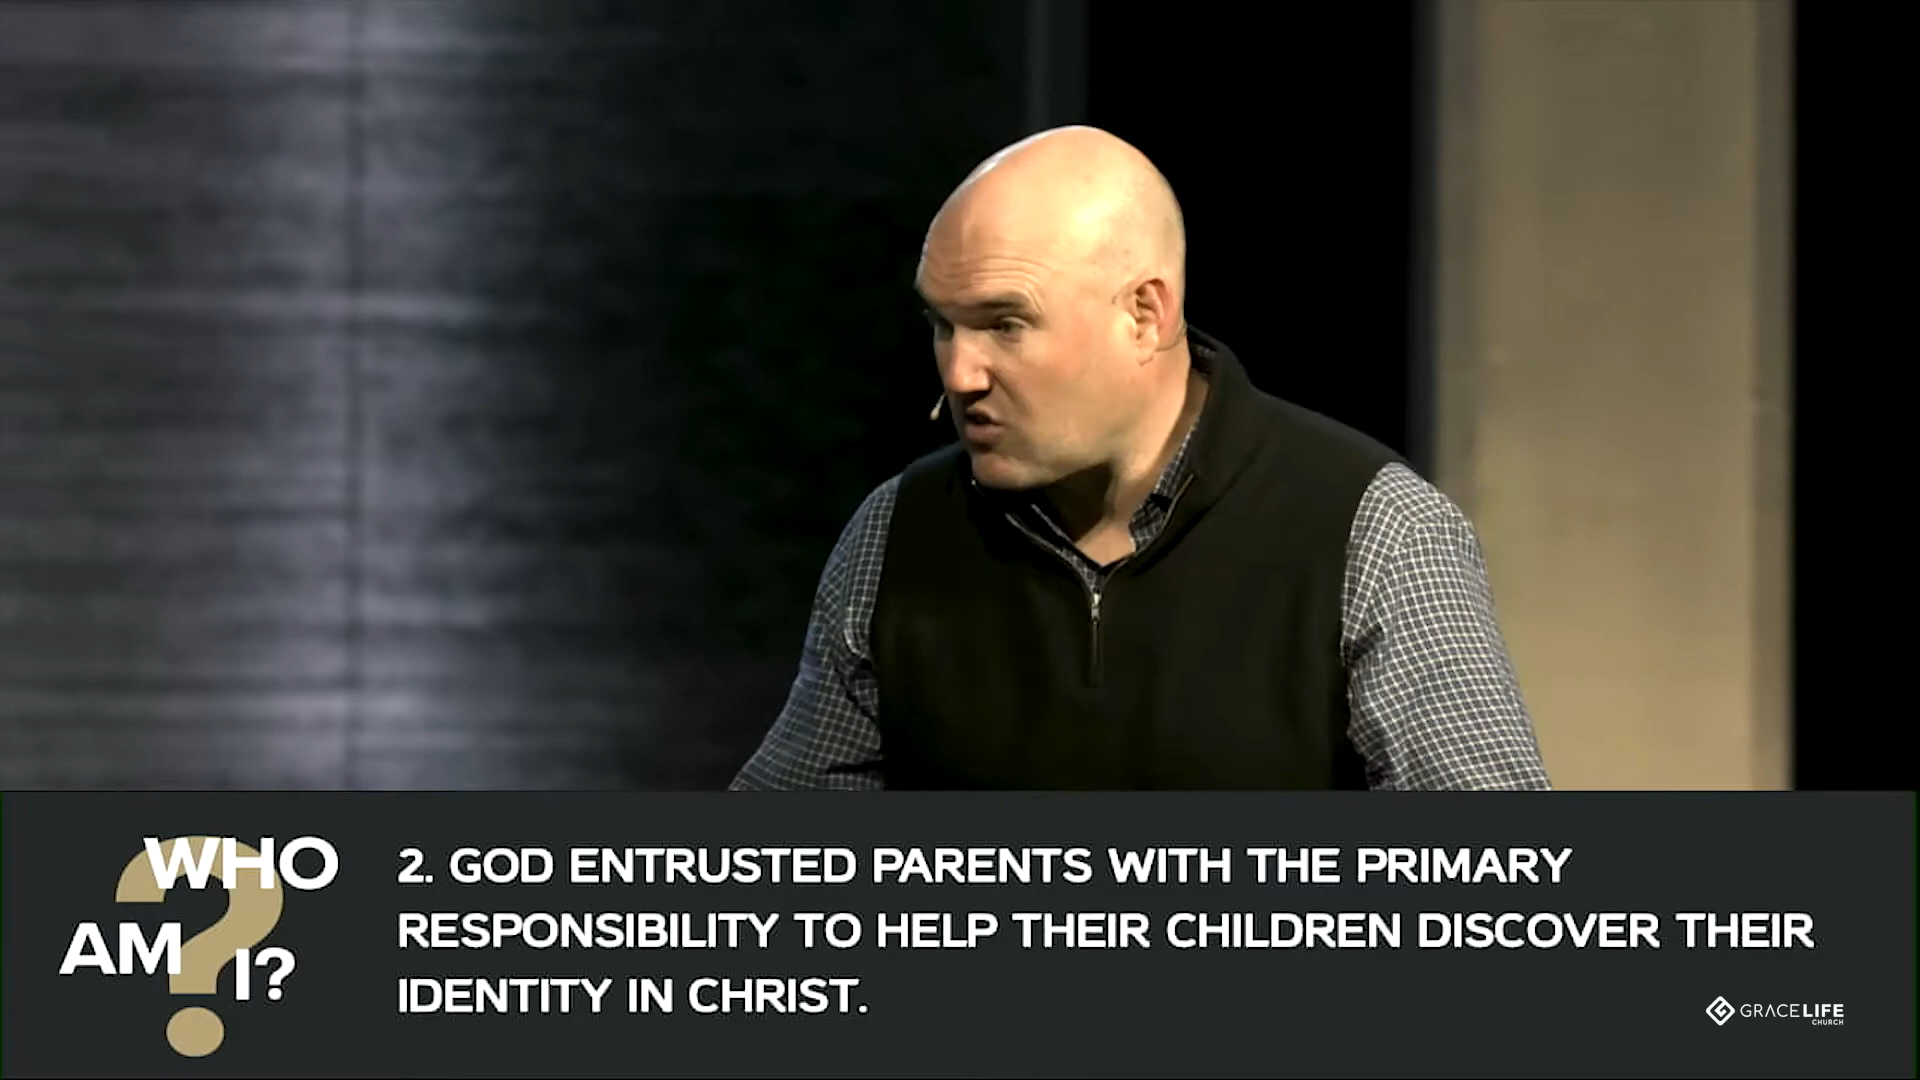 WHO
AM
I?
2. GOD ENTRUSTED PARENTS WITH THE PRIMARY
RESPONSIBILITY TO HELP THEIR CHILDREN DISCOVER THEIR
IDENTITY IN CHRIST.
GRACELIFE
CHURCH